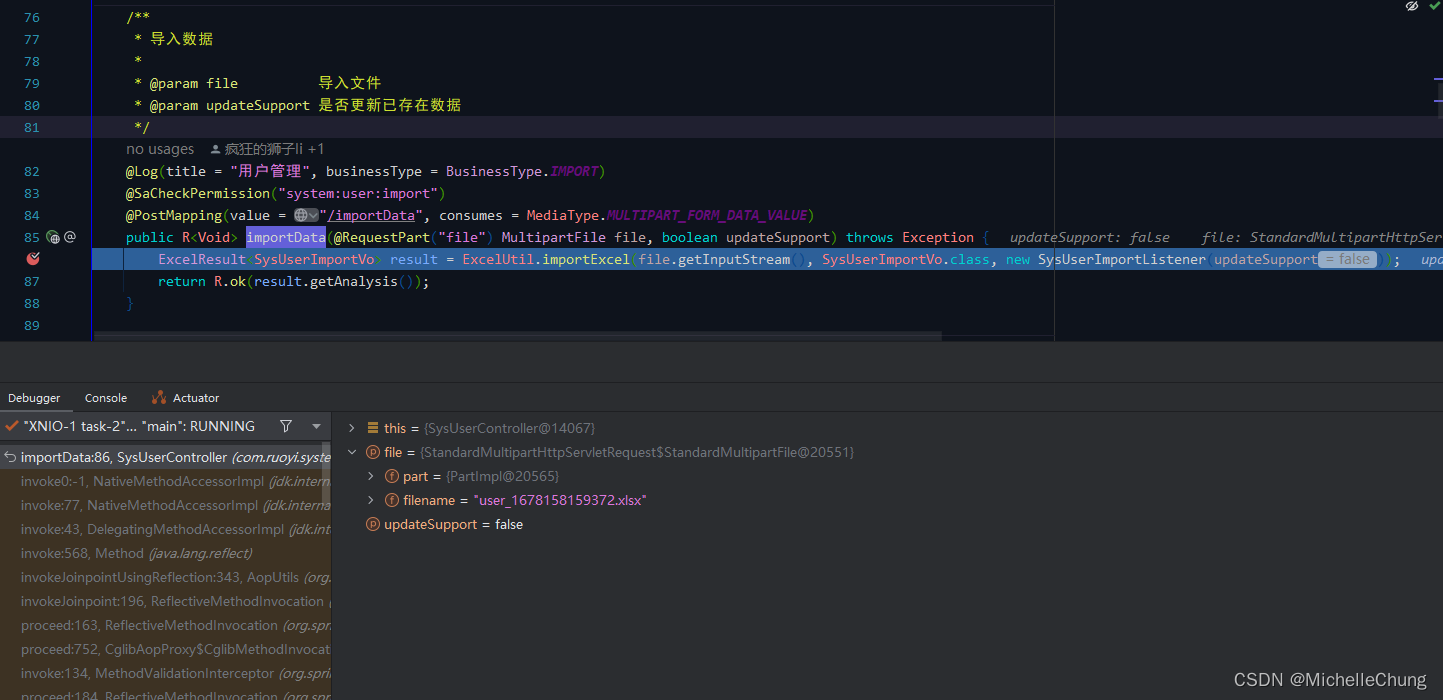 76 /**
77 * 导入数据
78 *
79 * @param file 导入文件
80 * @param updateSupport 是否更新已存在数据
81 */
no usages 疯狂的狮子li +1
82 @Log(title = "用户管理", businessType = BusinessType.IMPORT)
83 @SaCheckPermission("system:user:import")
84 @PostMapping(value = "/importData", consumes = MediaType.MULTIPART_FORM_DATA_VALUE)
85 @ public R<Void> importData(@RequestPart("file") MultipartFile file, boolean updateSupport) throws Exception { updateSupport: false file: StandardMultipartHttpSer
ExcelResult<SysUserImportVo> result = ExcelUtil.importExcel(file.getInputStream(), SysUserImportVo.class, new SysUserImportListener(updateSupport = false )); upd
87 return R.ok(result.getAnalysis());
88 }
89
Debugger Console Actuator
"XNIO-1 task-2"... "main": RUNNING
importData:86, SysUserController (com.ruoyi.syste
invoke0:-1, NativeMethodAccessorImpl (jdk.interna
invoke:77, NativeMethodAccessorImpl (jdk.interna
invoke:43, DelegatingMethodAccessorImpl (jdk.int
invoke:568, Method (java.lang.reflect)
invokeJoinpointUsingReflection:343, AopUtils (org.
invokeJoinpoint:196, ReflectiveMethodInvocation (
proceed:163, ReflectiveMethodInvocation (org.spri
proceed:752, CglibAopProxy$CglibMethodInvocat
invoke:134, MethodValidationInterceptor (org.spri
proceed:184, ReflectiveMethodInvocation (org.spri
this = {SysUserController@14067}
file = {StandardMultipartHttpServletRequest$StandardMultipartFile@20551}
part = {PartImpl@20565}
filename = "user_1678158159372.xlsx"
updateSupport = false
CSDN @MichelleChung